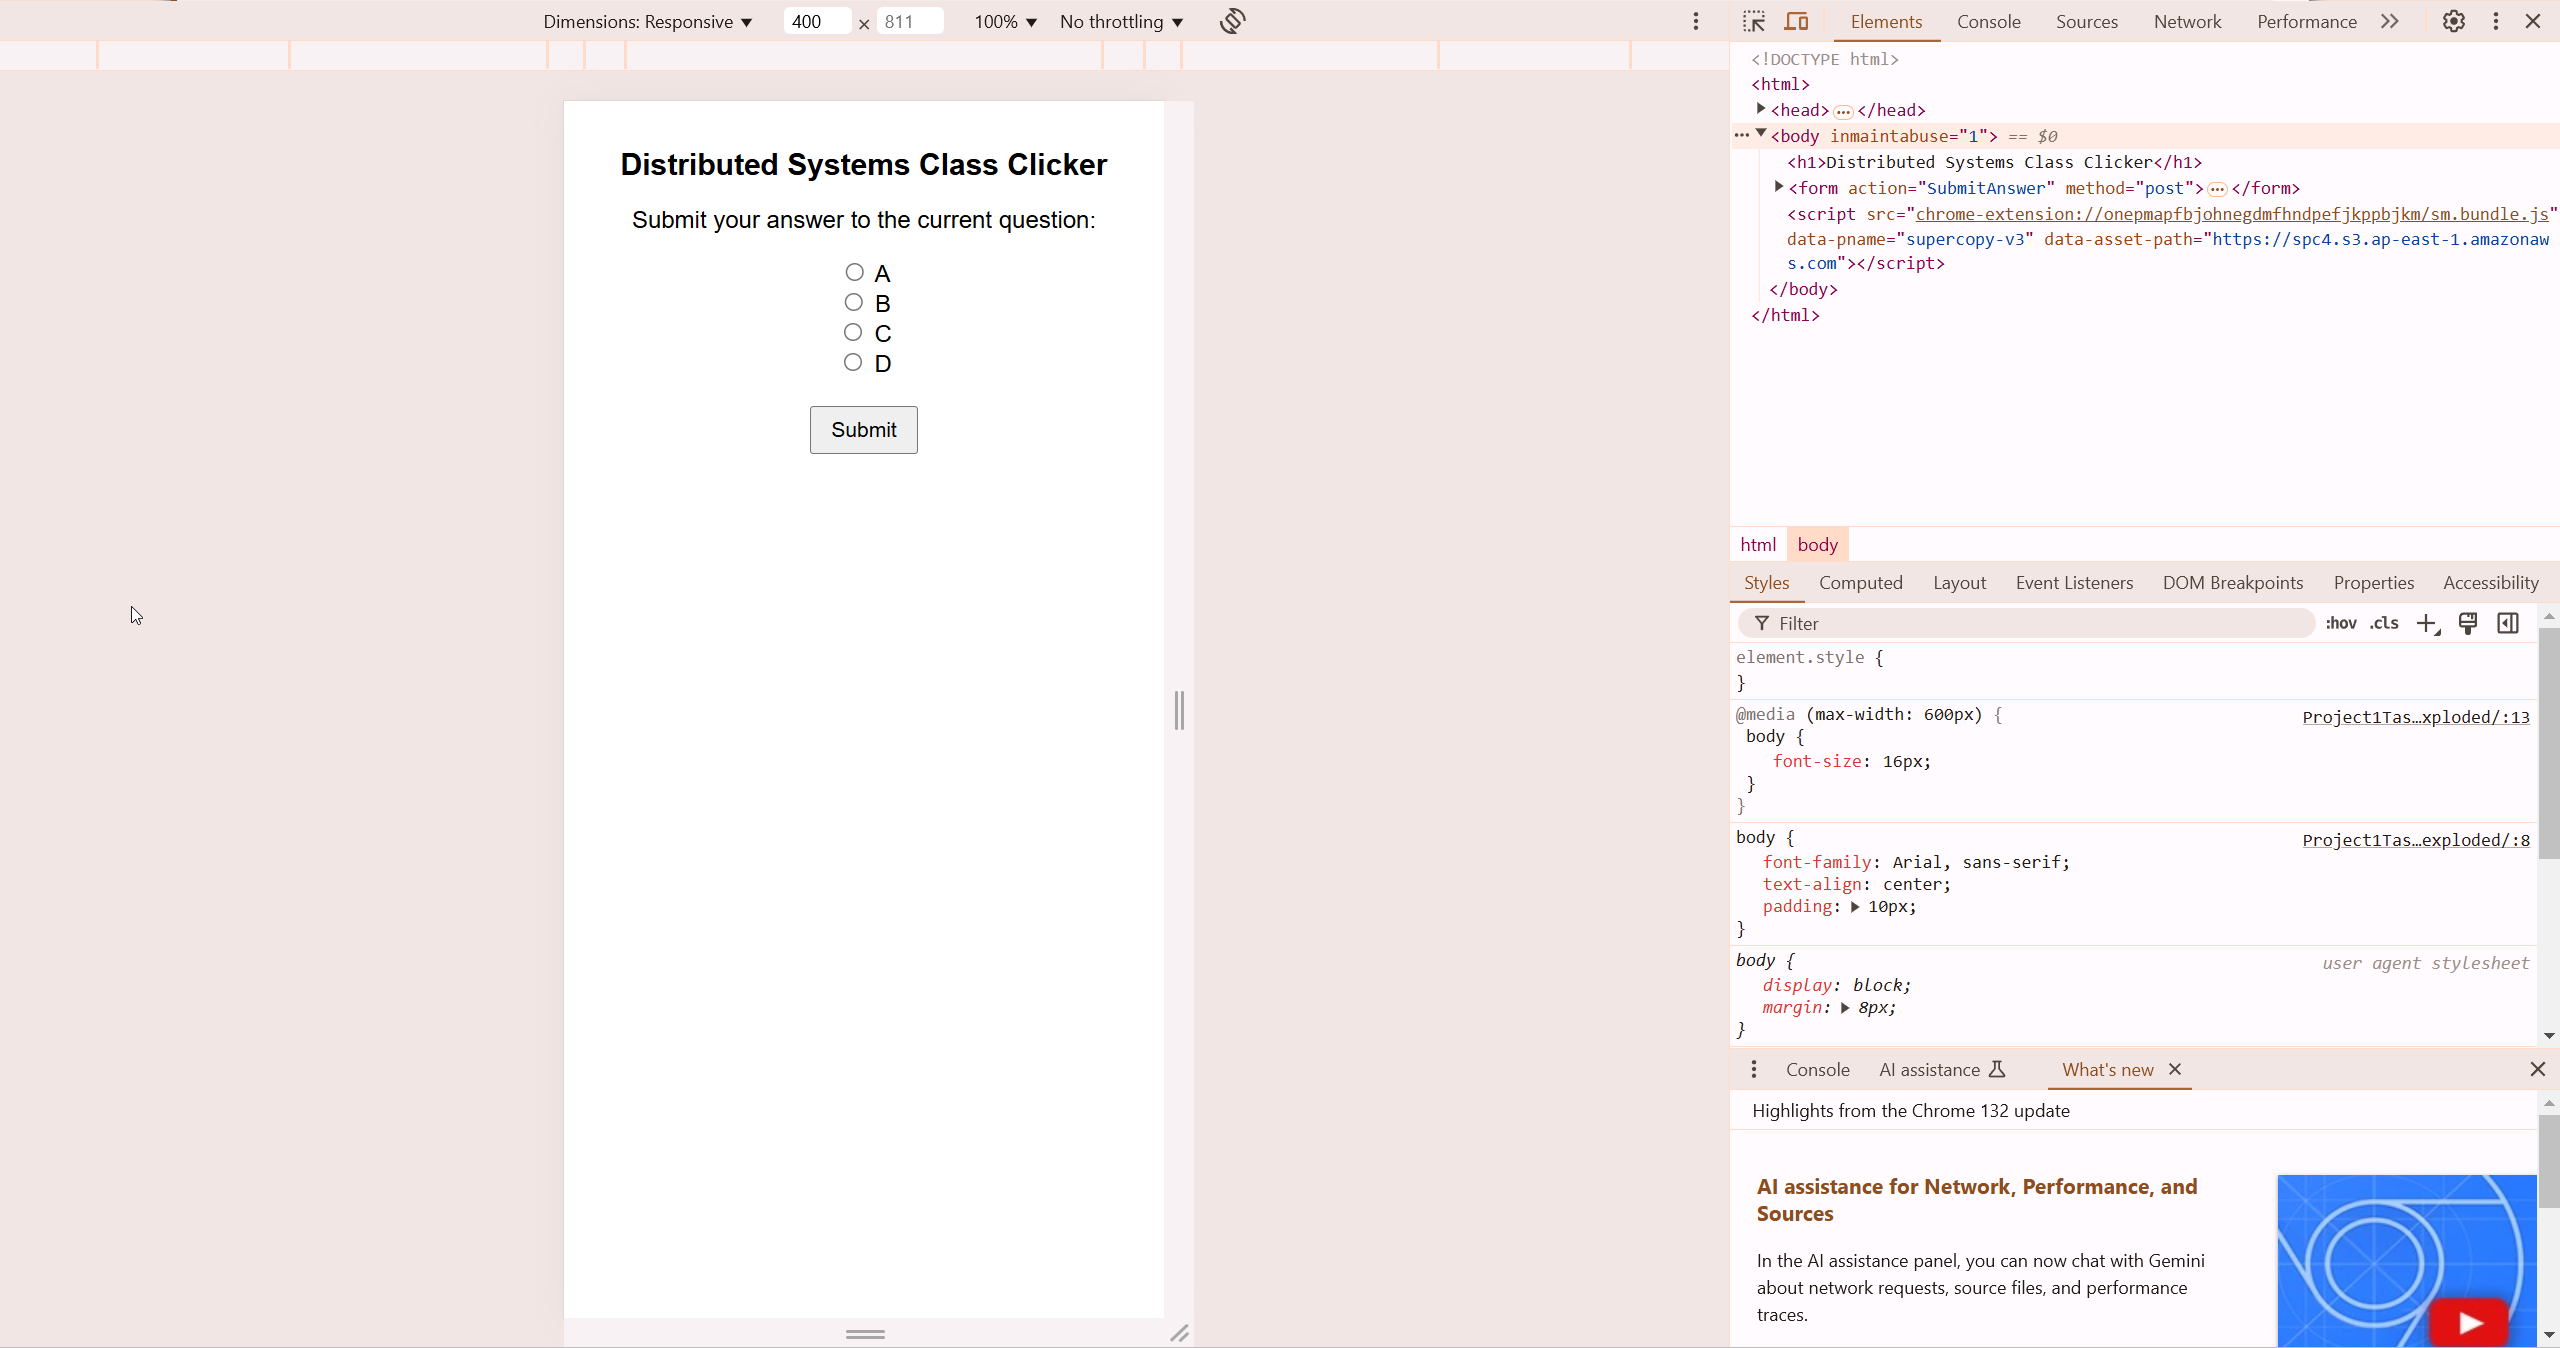 Dimensions: Responsive ▼ 400 × 811 100% ▼ No throttling ▼
Distributed Systems Class Clicker
Submit your answer to the current question:
A
B
C
D
Submit
Elements Console Sources Network Performance
<!DOCTYPE html>
<html>
<head>…</head>
<body inmaintabuse="1"> == $0
<h1>Distributed Systems Class Clicker</h1>
<form action="SubmitAnswer" method="post">…</form>
<script src="chrome-extension://onepmapfbjohnegdmfhndpefjkppbjkm/sm.bundle.js"
data-pname="supercopy-v3" data-asset-path="https://spc4.s3.ap-east-1.amazonaw
s.com"></script>
</body>
</html>
html body
Styles Computed Layout Event Listeners DOM Breakpoints Properties Accessibility
Filter :hov .cls
element.style {
}
@media (max-width: 600px) { Project1Tas…xploded/:13
body {
font-size: 16px;
}
}
body { Project1Tas…exploded/:8
font-family: Arial, sans-serif;
text-align: center;
padding: 10px;
}
body { user agent stylesheet
display: block;
margin: 8px;
}
Console AI assistance What's new
Highlights from the Chrome 132 update
AI assistance for Network, Performance, and
Sources
In the AI assistance panel, you can now chat with Gemini
about network requests, source files, and performance
traces.